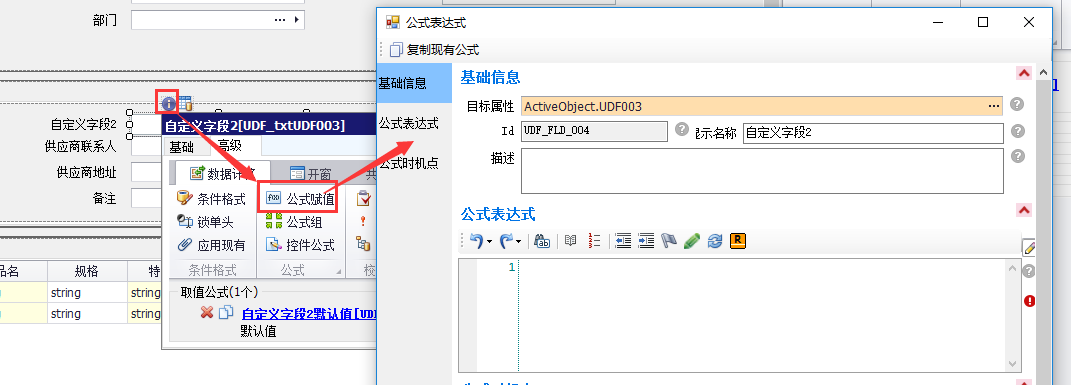 部门
自定义字段2
供应商联系人
供应商地址
备注
品名
规格
特
string
string
string
string
自定义字段2[UDF_txtUDF003]
基础
高级
数据计算
开窗
共
条件格式
公式赋值
锁单头
公式组
应用现有
控件公式
条件格式
公式
校
取值公式(1个)
自定义字段2默认值[UD
默认值
公式表达式
复制现有公式
基础信息
公式表达式
公式时机点
基础信息
目标属性
ActiveObject.UDF003
Id
UDF_FLD_004
显示名称
自定义字段2
描述
公式表达式
1